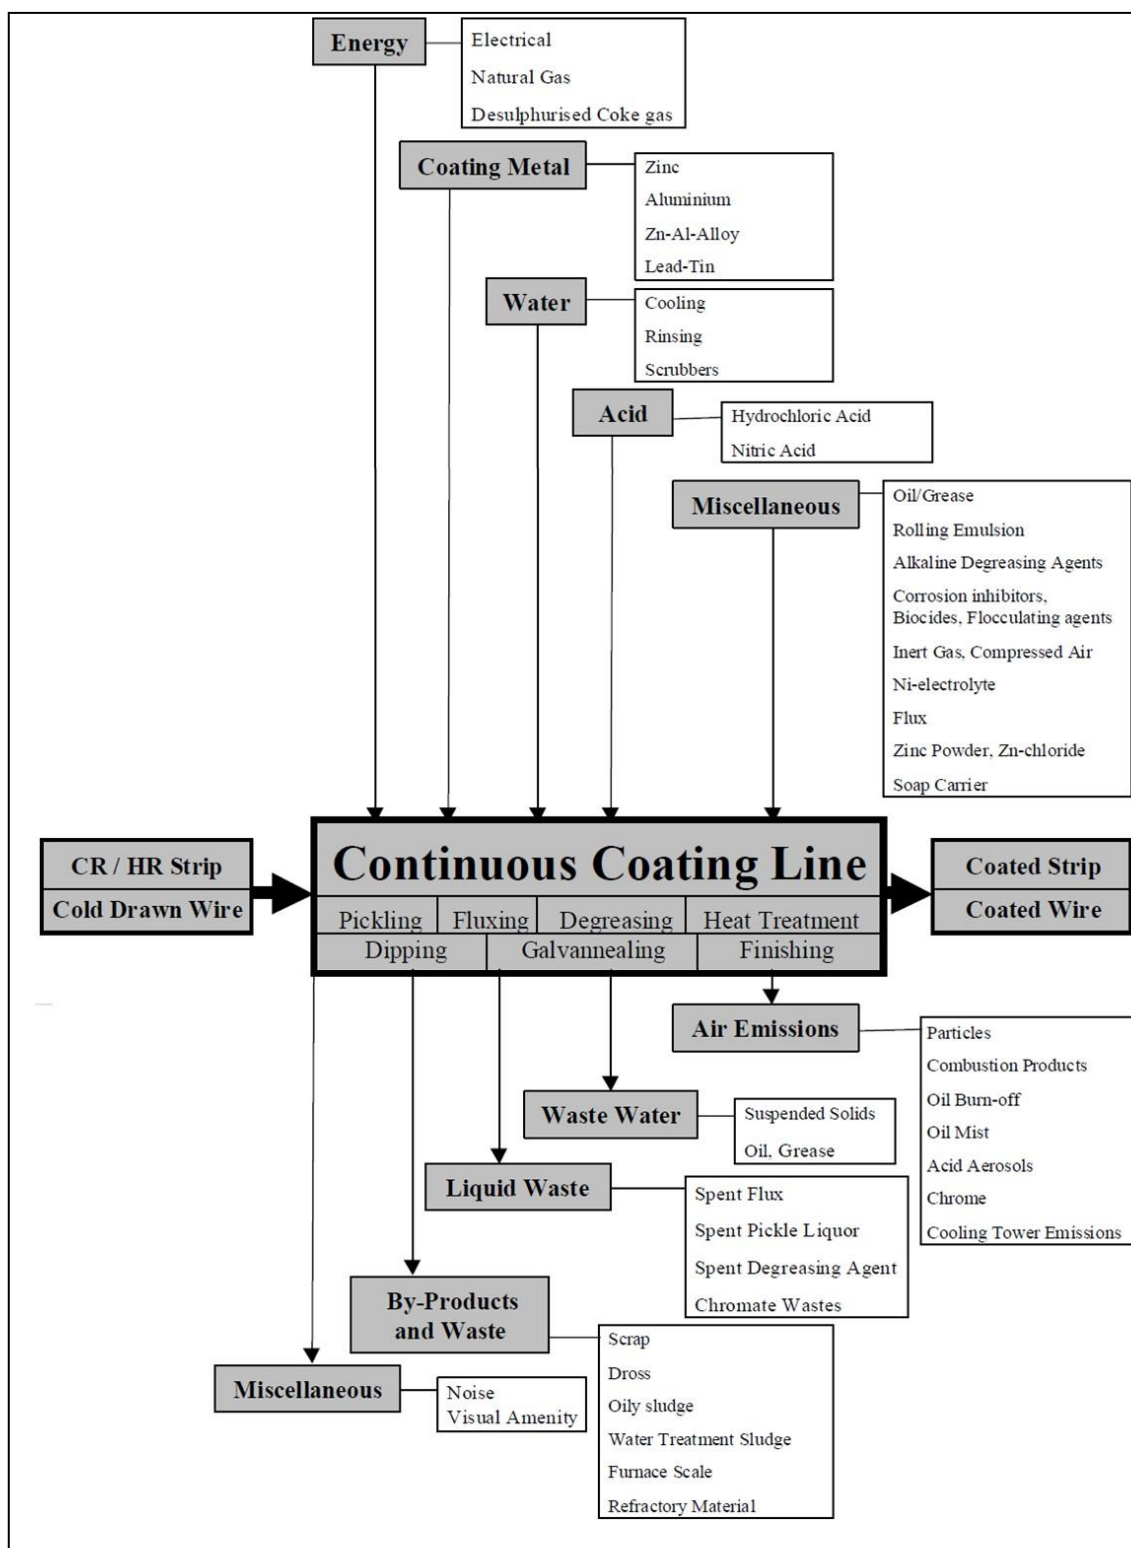 Energy
Electrical
Natural Gas
Desulphurised Coke gas
Coating Metal
Zinc
Aluminium
Zn-Al-Alloy
Lead-Tin
Water
Cooling
Rinsing
Scrubbers
Acid
Hydrochloric Acid
Nitric Acid
Miscellaneous
Oil/Grease
Rolling Emulsion
Alkaline Degreasing Agents
Corrosion inhibitors,
Biocides, Flocculating agents
Inert Gas, Compressed Air
Ni-electrolyte
Flux
Zinc Powder, Zn-chloride
Soap Carrier
CR / HR Strip
Cold Drawn Wire
Continuous Coating Line
Pickling Fluxing Degreasing Heat Treatment
Dipping Galvannealing Finishing
Coated Strip
Coated Wire
Air Emissions
Particles
Combustion Products
Oil Burn-off
Oil Mist
Acid Aerosols
Chrome
Cooling Tower Emissions
Waste Water
Suspended Solids
Oil, Grease
Liquid Waste
Spent Flux
Spent Pickle Liquor
Spent Degreasing Agent
Chromate Wastes
By-Products
and Waste
Scrap
Dross
Oily sludge
Water Treatment Sludge
Furnace Scale
Refractory Material
Miscellaneous
Noise
Visual Amenity